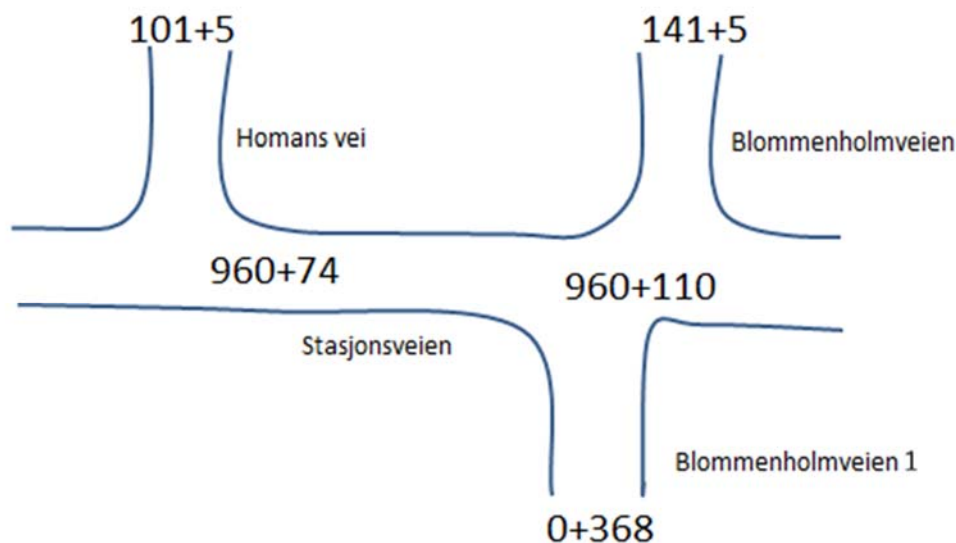 101+5
141+5
Homans vei
Blommenholmveien
960+74
960+110
Stasjonsveien
Blommenholmveien 1
0+368